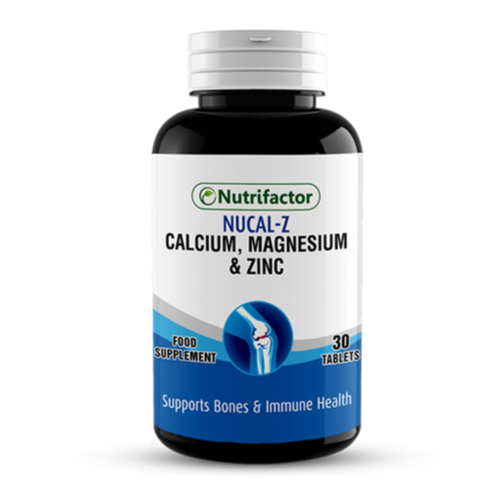 Nutrifactor
NUCAL-Z
CALCIUM, MAGNESIUM
& ZINC
FOOD
SUPPLEMENT
30
TABLETS
Supports Bones & Immune Health